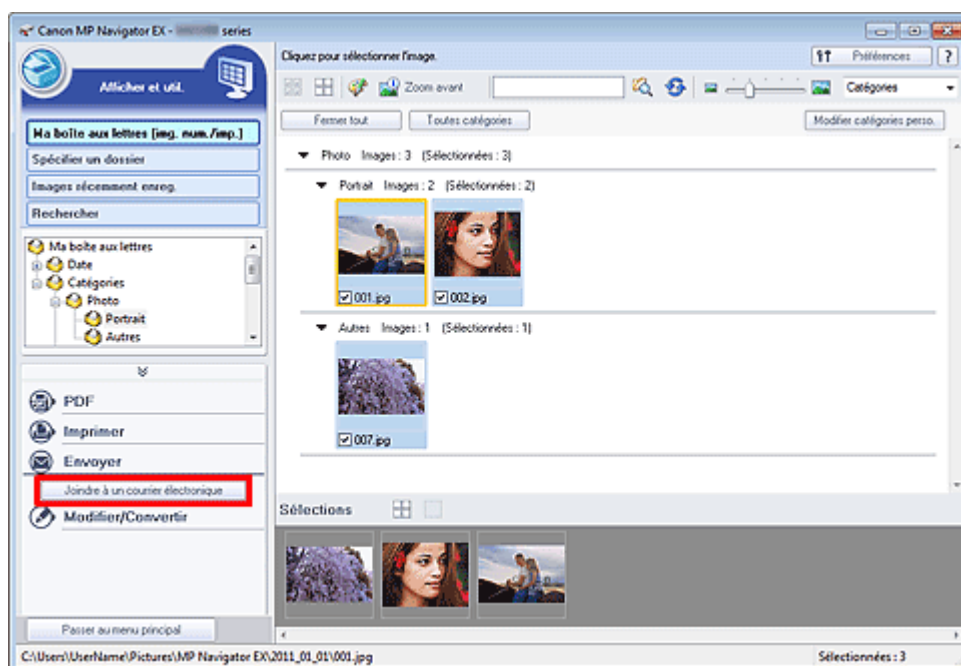 Canon MP Navigator EX - series
Afficher et util.
Cliquez pour sélectionner l'image.
Préférences
?
Zoom avant
Catégories
Fermer tout
Toutes catégories
Modifier catégories perso.
Ma boîte aux lettres [img. num./imp.]
Spécifier un dossier
Images récemment enreg.
Rechercher
Ma boîte aux lettres
Date
Catégories
Photo
Portrait
Autres
Photo Images : 3 (Sélectionnées : 3)
Portrait Images : 2 (Sélectionnées : 2)
001.jpg
002.jpg
Autres Images : 1 (Sélectionnées : 1)
007.jpg
PDF
Imprimer
Envoyer
Joindre à un courrier électronique
Modifier/Convertir
Sélections
Passer au menu principal
C:\Users\UserName\Pictures\MP Navigator EX\2011_01_01\001.jpg
Sélectionnées : 3